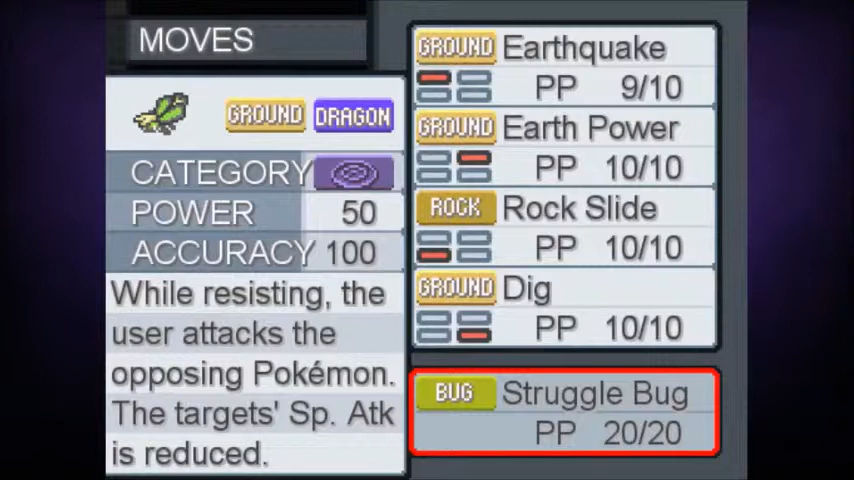 MOVES
GROUND DRAGON
CATEGORY
POWER 50
ACCURACY 100
While resisting, the
user attacks the
opposing Pokémon.
The targets' Sp. Atk
is reduced.
GROUND Earthquake
PP 9/10
GROUND Earth Power
PP 10/10
ROCK Rock Slide
PP 10/10
GROUND Dig
PP 10/10
BUG Struggle Bug
PP 20/20